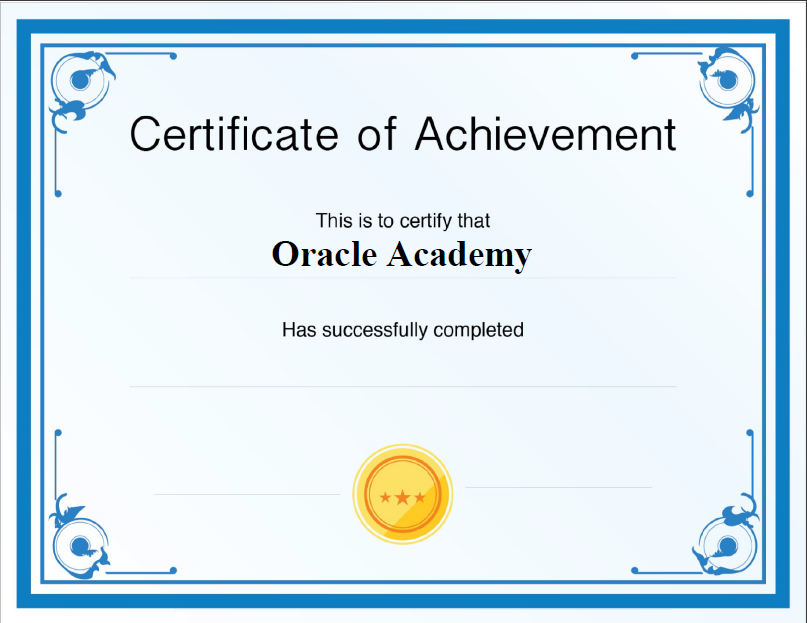 Certificate of Achievement
This is to certify that
Oracle Academy
Has successfully completed